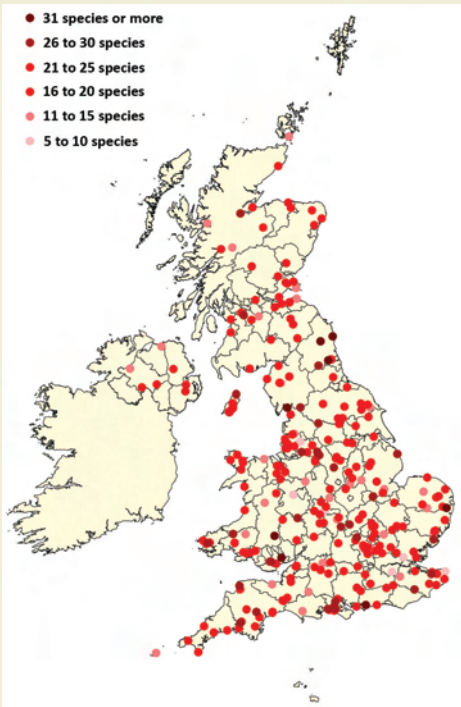 31 species or more
26 to 30 species
21 to 25 species
16 to 20 species
11 to 15 species
5 to 10 species